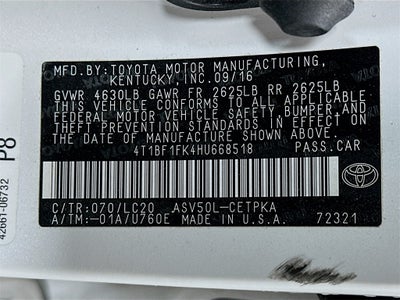 MFD.BY:TOYOTA MOTOR MANUFACTURING,
KENTUCKY,INC.09/16
GVWR 4630LB GAWR FR 2625LB RR 2625LB
THIS VEHICLE CONFORMS TO ALL APPLICABLE
FEDERAL MOTOR VEHICLE SAFETY, BUMPER, AND
THEFT PREVENTION STANDARDS IN EFFECT ON
THE DATE OF MANUFACTURE SHOWN ABOVE.
4T1BF1FK4HU668518 PASS.CAR
C/TR:070/LC20 ASV50L-CETPKA
A/TM:-01A/U760E MADE IN U.S.A. 72321
TOYOTA
42661-06732
P8